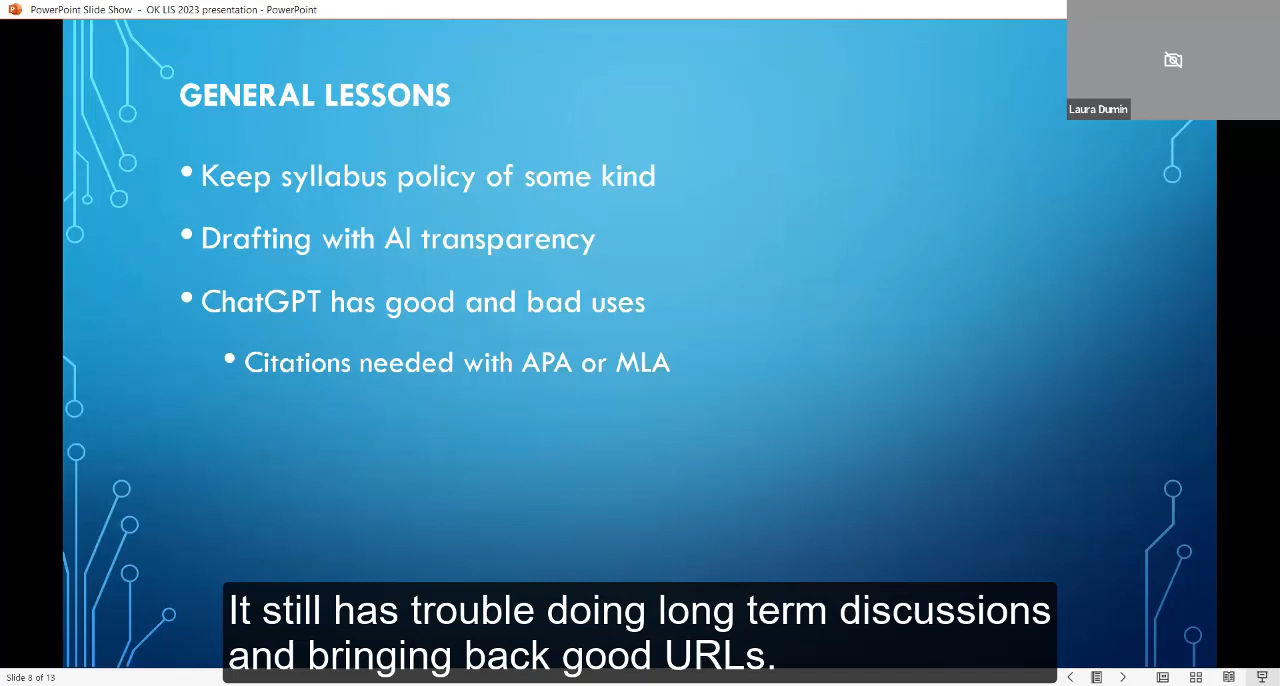 PowerPoint Slide Show - OK LIS 2023 presentation - PowerPoint
Laura Dumin
GENERAL LESSONS
• Keep syllabus policy of some kind
• Drafting with AI transparency
• ChatGPT has good and bad uses
• Citations needed with APA or MLA
It still has trouble doing long term discussions
and bringing back good URLs.
Slide 8 of 13